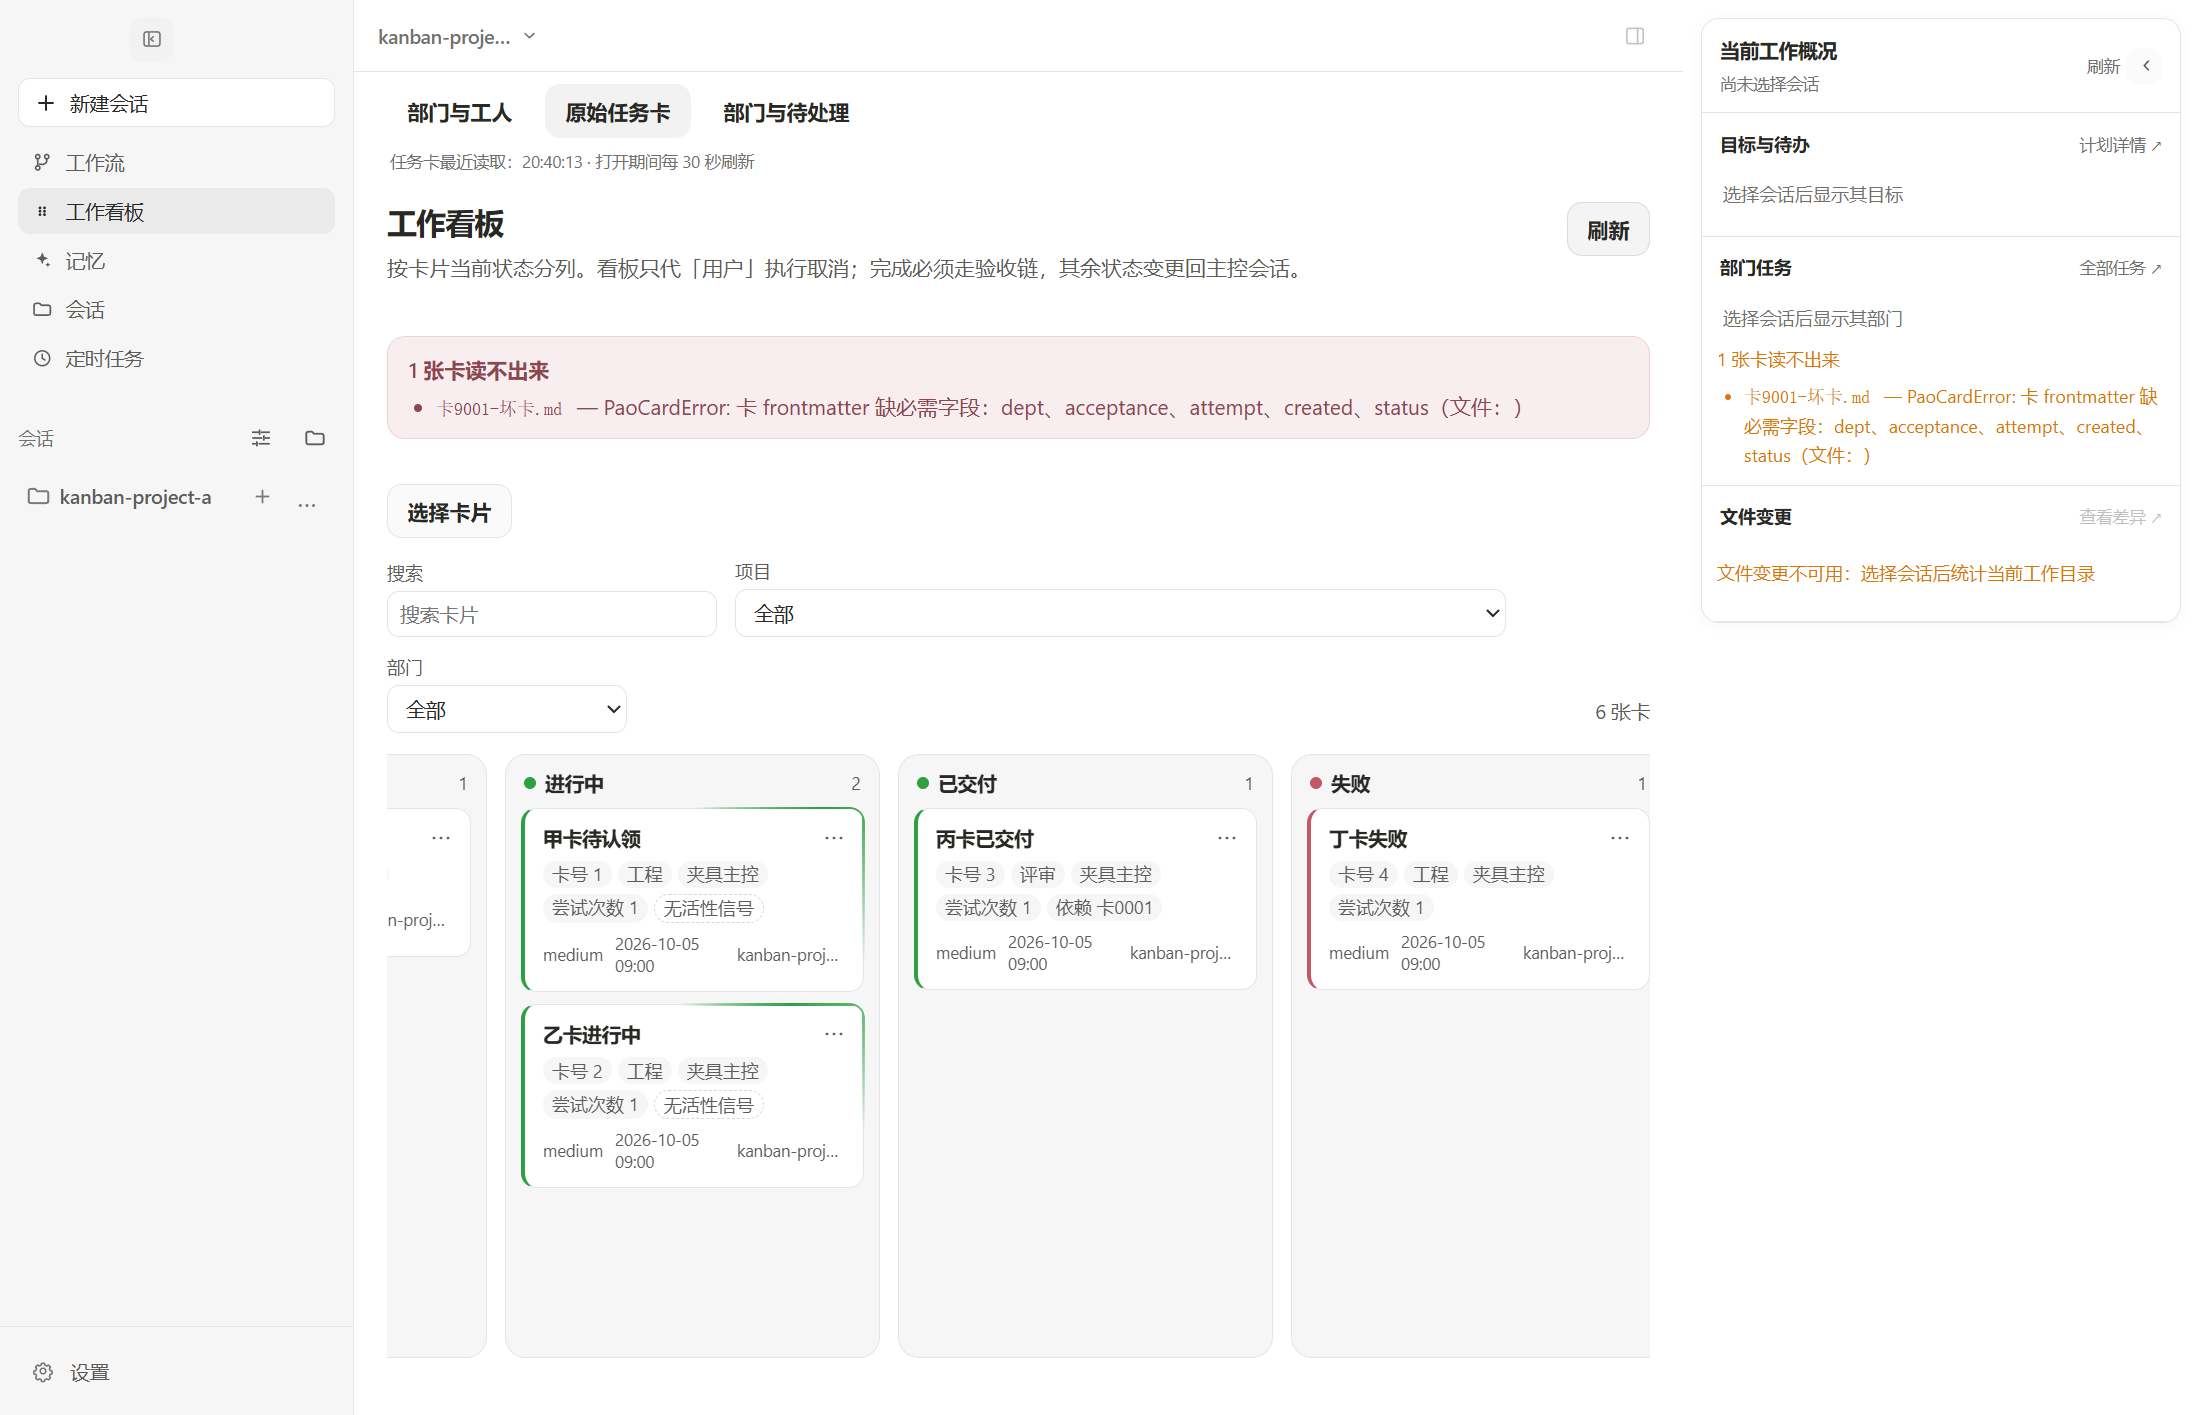 新建会话
工作流
工作看板
记忆
会话
定时任务
会话
kanban-project-a
设置
kanban-proje...
部门与工人
原始任务卡
部门与待处理
任务卡最近读取：20:40:13 · 打开期间每 30 秒刷新
工作看板
刷新
按卡片当前状态分列。看板只代「用户」执行取消；完成必须走验收链，其余状态变更回主控会话。
1 张卡读不出来
卡9001-坏卡.md — PaoCardError: 卡 frontmatter 缺必需字段：dept、acceptance、attempt、created、status（文件：）
选择卡片
搜索
项目
搜索卡片
全部
部门
全部
6 张卡
1
n-proj...
进行中 2
甲卡待认领
卡号 1 工程 夹具主控
尝试次数 1 无活性信号
medium 2026-10-05 09:00 kanban-proj...
乙卡进行中
卡号 2 工程 夹具主控
尝试次数 1 无活性信号
medium 2026-10-05 09:00 kanban-proj...
已交付 1
丙卡已交付
卡号 3 评审 夹具主控
尝试次数 1 依赖 卡0001
medium 2026-10-05 09:00 kanban-proj...
失败 1
丁卡失败
卡号 4 工程 夹具主控
尝试次数 1
medium 2026-10-05 09:00 kanban-proj...
当前工作概况
尚未选择会话
刷新
目标与待办
计划详情 ↗
选择会话后显示其目标
部门任务
全部任务 ↗
选择会话后显示其部门
1 张卡读不出来
卡9001-坏卡.md — PaoCardError: 卡 frontmatter 缺
必需字段：dept、acceptance、attempt、created、
status（文件：）
文件变更
查看差异 ↗
文件变更不可用：选择会话后统计当前工作目录